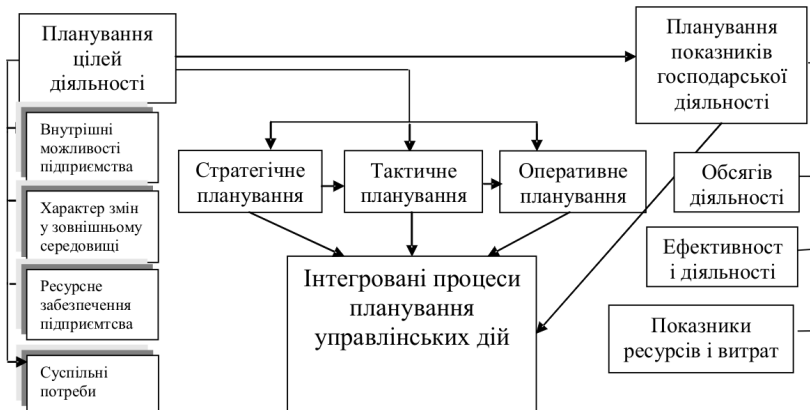 Планування
цілей
діяльності
Планування
показників
господарської
діяльності
Внутрішні
можливості
підприємства
Стратегічне
планування
Тактичне
планування
Оперативне
планування
Обсягів
діяльності
Характер змін
у зовнішньому
середовищі
Ефективност
і діяльності
Ресурсне
забезпечення
підприємтсва
Інтегровані процеси
планування
управлінських дій
Показники
ресурсів і витрат
Суспільні
потреби